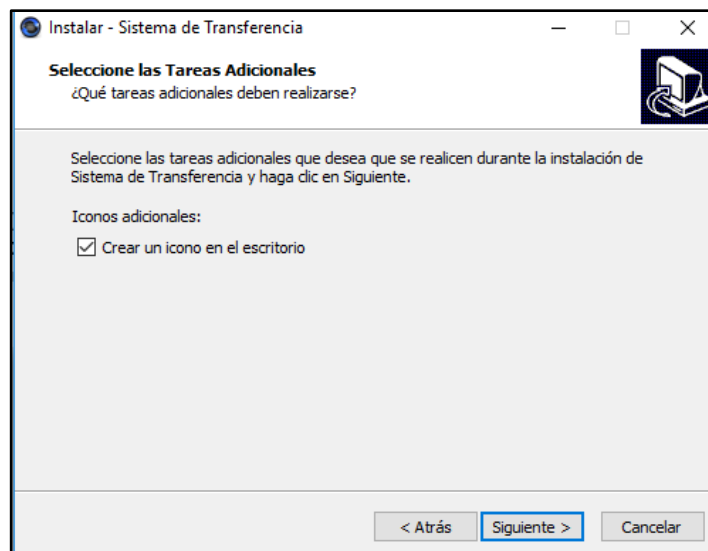 Instalar - Sistema de Transferencia
Seleccione las Tareas Adicionales
¿Qué tareas adicionales deben realizarse?
Seleccione las tareas adicionales que desea que se realicen durante la instalación de
Sistema de Transferencia y haga clic en Siguiente.
Iconos adicionales:
Crear un icono en el escritorio
< Atrás Siguiente > Cancelar